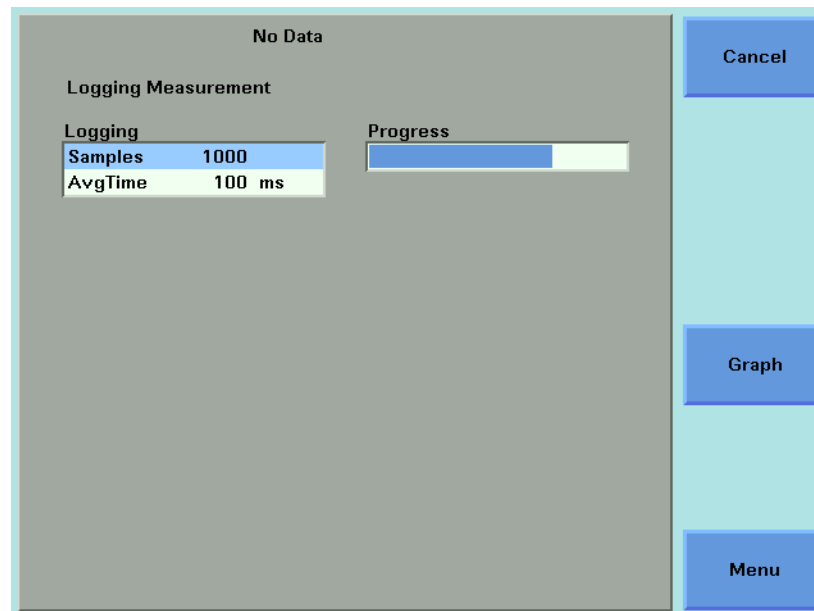 No Data
Cancel
Logging Measurement
Logging
Progress
Samples 1000
AvgTime 100 ms
Graph
Menu